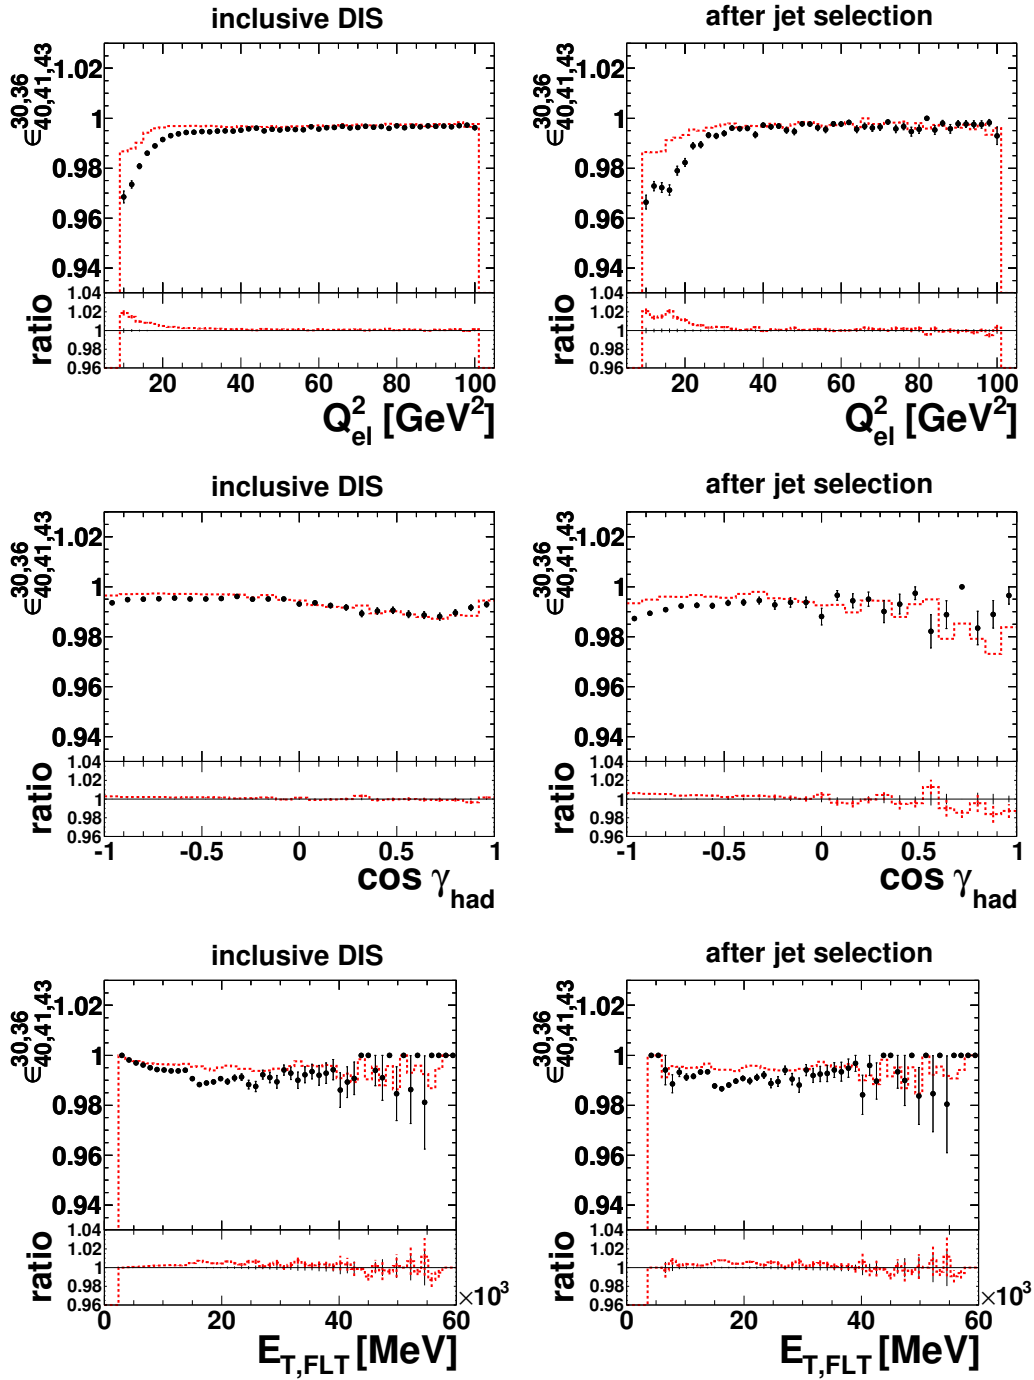 inclusive DIS
after jet selection
∈^{30,36}_{40,41,43}
1.02
1
0.98
0.96
0.94
∈^{30,36}_{40,41,43}
1.02
1
0.98
0.96
0.94
ratio
1.04
1.02
1
0.98
0.96
ratio
1.04
1.02
1
0.98
0.96
20 40 60 80 100
20 40 60 80 100
Q²_{el} [GeV²]
Q²_{el} [GeV²]
inclusive DIS
after jet selection
∈^{30,36}_{40,41,43}
1.02
1
0.98
0.96
0.94
∈^{30,36}_{40,41,43}
1.02
1
0.98
0.96
0.94
ratio
1.04
1.02
1
0.98
0.96
ratio
1.04
1.02
1
0.98
0.96
-1 -0.5 0 0.5 1
-1 -0.5 0 0.5 1
cos γ_{had}
cos γ_{had}
inclusive DIS
after jet selection
∈^{30,36}_{40,41,43}
1.02
1
0.98
0.96
0.94
∈^{30,36}_{40,41,43}
1.02
1
0.98
0.96
0.94
ratio
1.04
1.02
1
0.98
0.96
ratio
1.04
1.02
1
0.98
0.96
0 20 40 60
×10³
0 20 40 60
×10³
E_{T,FLT} [MeV]
E_{T,FLT} [MeV]